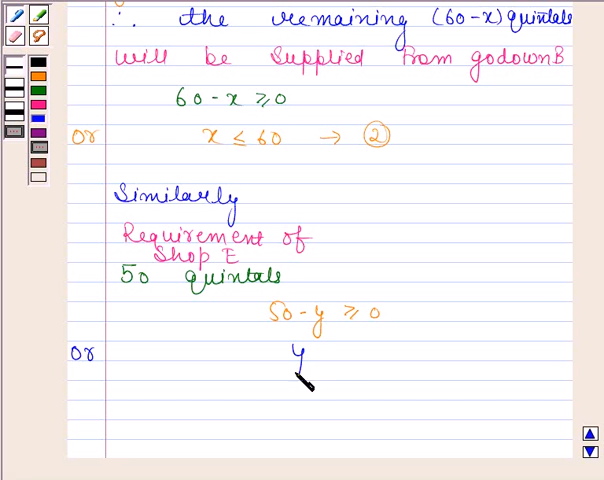 ∴ the remaining (60-x) quintals
will be supplied from godown B
60 - x ≥ 0
or x ≤ 60 → ②
Similarly
Requirement of
Shop E
50 quintals
50 - y ≥ 0
or y